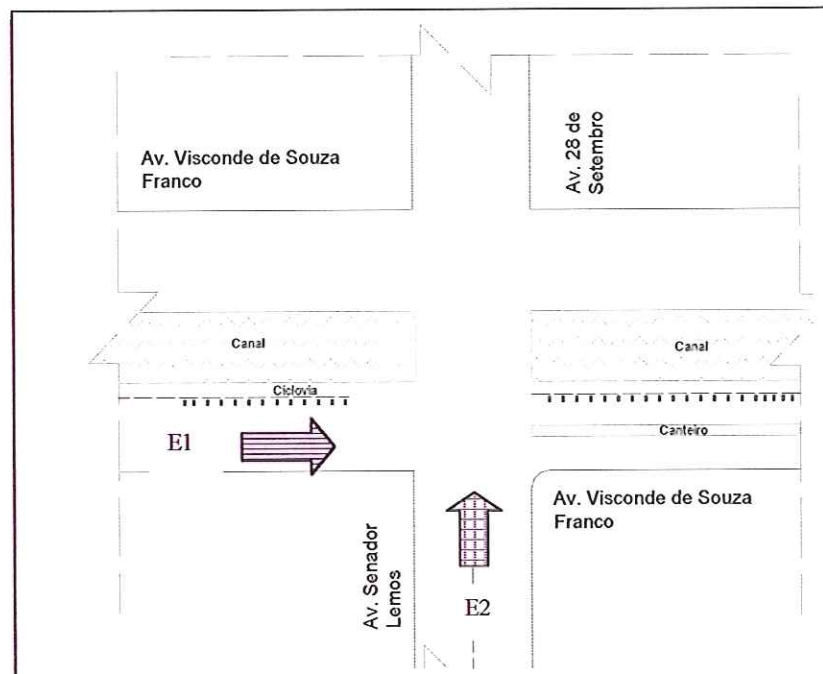 Av. Visconde de Souza
Franco
Av. 28 de
Setembro
Canal
Canal
Ciclovia
E1
Canteiro
Av. Visconde de Souza
Franco
Av. Senador
Lemos
E2